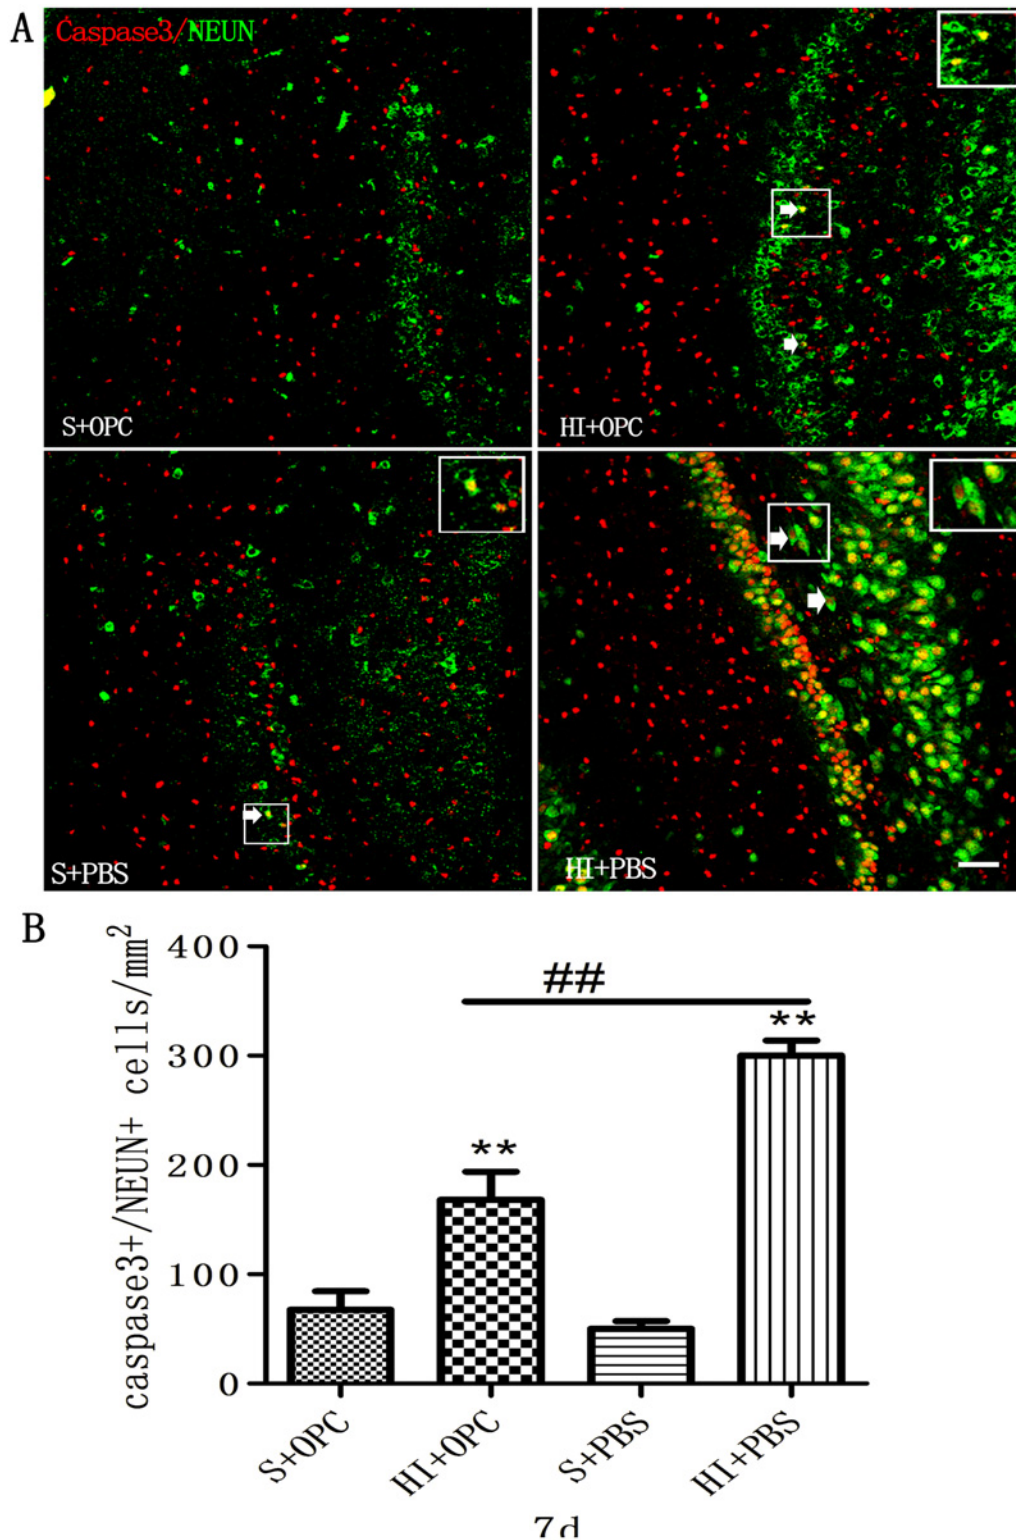 A
Caspase3/NEUN
S+OPC
HI+OPC
S+PBS
HI+PBS
B
caspase3+/NEUN+ cells/mm²
400
300
200
100
0
##
**
**
S+OPC
HI+OPC
S+PBS
HI+PBS
7d